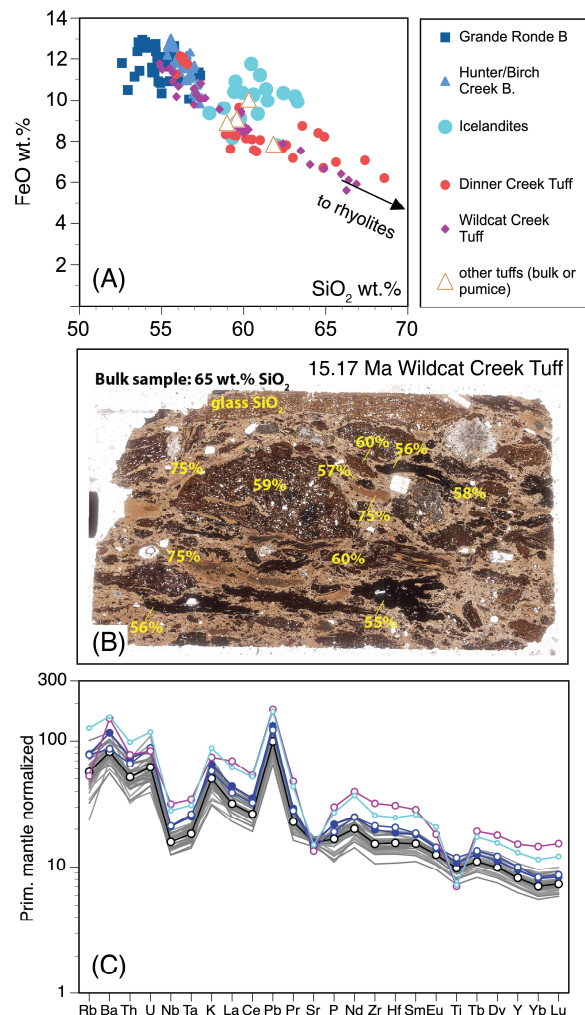 14
12
10
8
6
4
2
FeO wt.%
(A)
to rhyolites
SiO₂ wt.%
50
55
60
65
70
Grande Ronde B
Hunter/Birch
Creek B.
Icelandites
Dinner Creek Tuff
Wildcat Creek
Tuff
other tuffs (bulk or
pumice)
15.17 Ma Wildcat Creek Tuff
Bulk sample: 65 wt.% SiO₂
glass SiO₂
60%
56%
75%
57%
59%
58%
75%
75%
60%
56%
55%
(B)
300
100
10
1
Prim. mantle normalized
(C)
Rb Ba Th U Nb Ta K La Ce Pb Pr Sr P Nd Zr Hf Sm Eu Ti Tb Dy Y Yb Lu